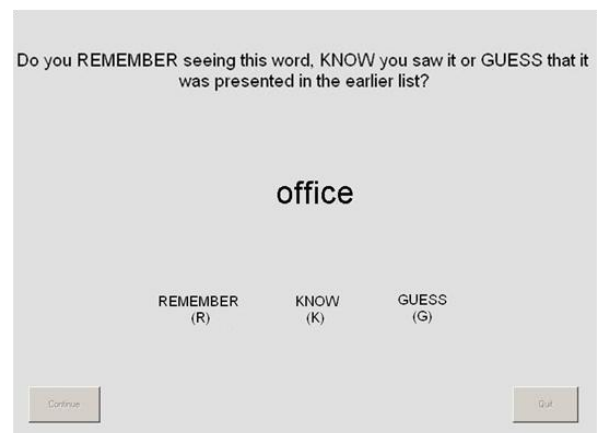 Do you REMEMBER seeing this word, KNOW you saw it or GUESS that it
was presented in the earlier list?
office
REMEMBER KNOW GUESS
(R) (K) (G)
Continue Quit